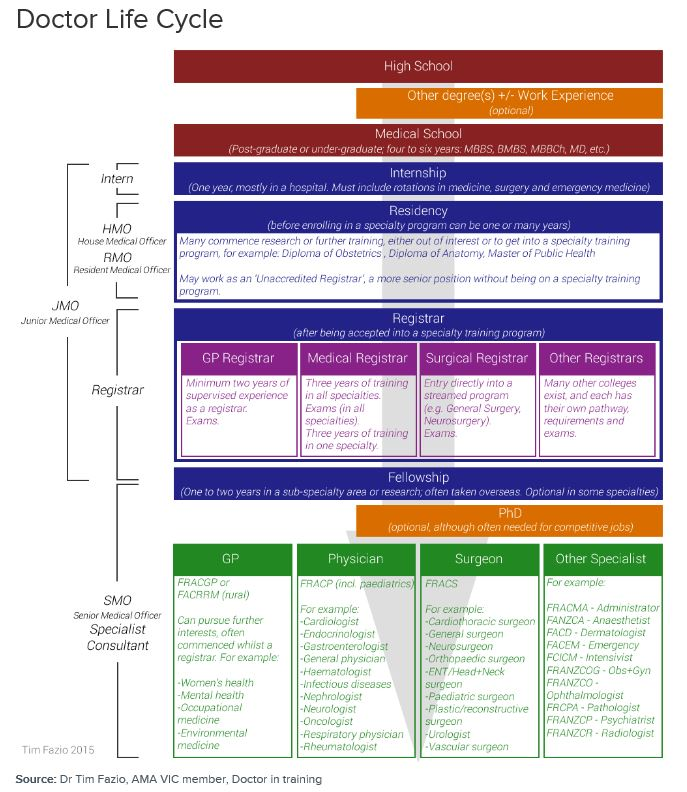 Doctor Life Cycle
High School
Other degree(s) +/- Work Experience
(optional)
Medical School
(Post-graduate or under-graduate; four to six years: MBBS, BMBS, MBBCh, MD, etc.)
Intern
Internship
(One year, mostly in a hospital. Must include rotations in medicine, surgery and emergency medicine)
HMO
House Medical Officer
RMO
Resident Medical Officer
Residency
(before enrolling in a specialty program can be one or many years)
Many commence research or further training, either out of interest or to get into a specialty training
program, for example: Diploma of Obstetrics , Diploma of Anatomy, Master of Public Health
May work as an 'Unaccredited Registrar', a more senior position without being on a specialty training
program.
JMO
Junior Medical Officer
Registrar
Registrar
(after being accepted into a specialty training program)
GP Registrar
Minimum two years of
supervised experience
as a registrar.
Exams.
Medical Registrar
Three years of training
in all specialties.
Exams (in all
specialties).
Three years of training
in one specialty.
Surgical Registrar
Entry directly into a
streamed program
(e.g. General Surgery,
Neurosurgery).
Exams.
Other Registrars
Many other colleges
exist, and each has
their own pathway,
requirements and
exams.
Fellowship
(One to two years in a sub-specialty area or research; often taken overseas. Optional in some specialties)
PhD
(optional, although often needed for competitive jobs)
SMO
Senior Medical Officer
Specialist
Consultant
GP
FRACGP or
FACRRM (rural)
Can pursue further
interests, often
commenced whilst a
registrar. For example:
-Women's health
-Mental health
-Occupational
medicine
-Environmental
medicine
Physician
FRACP (incl. paediatrics)
For example:
-Cardiologist
-Endocrinologist
-Gastroenterologist
-General physician
-Haematologist
-Infectious diseases
-Nephrologist
-Neurologist
-Oncologist
-Respiratory physician
-Rheumatologist
Surgeon
FRACS
For example:
-Cardiothoracic surgeon
-General surgeon
-Neurosurgeon
-Orthopaedic surgeon
-ENT/Head+Neck
surgeon
-Paediatric surgeon
-Plastic/reconstructive
surgeon
-Urologist
-Vascular surgeon
Other Specialist
For example:
FRACMA - Administrator
FANZCA - Anaesthetist
FACD - Dermatologist
FACEM - Emergency
FCICM - Intensivist
FRANZCOG - Obs+Gyn
FRANZCO -
Ophthalmologist
FRCPA - Pathologist
FRANZCP - Psychiatrist
FRANZCR - Radiologist
Tim Fazio 2015
Source: Dr Tim Fazio, AMA VIC member, Doctor in training